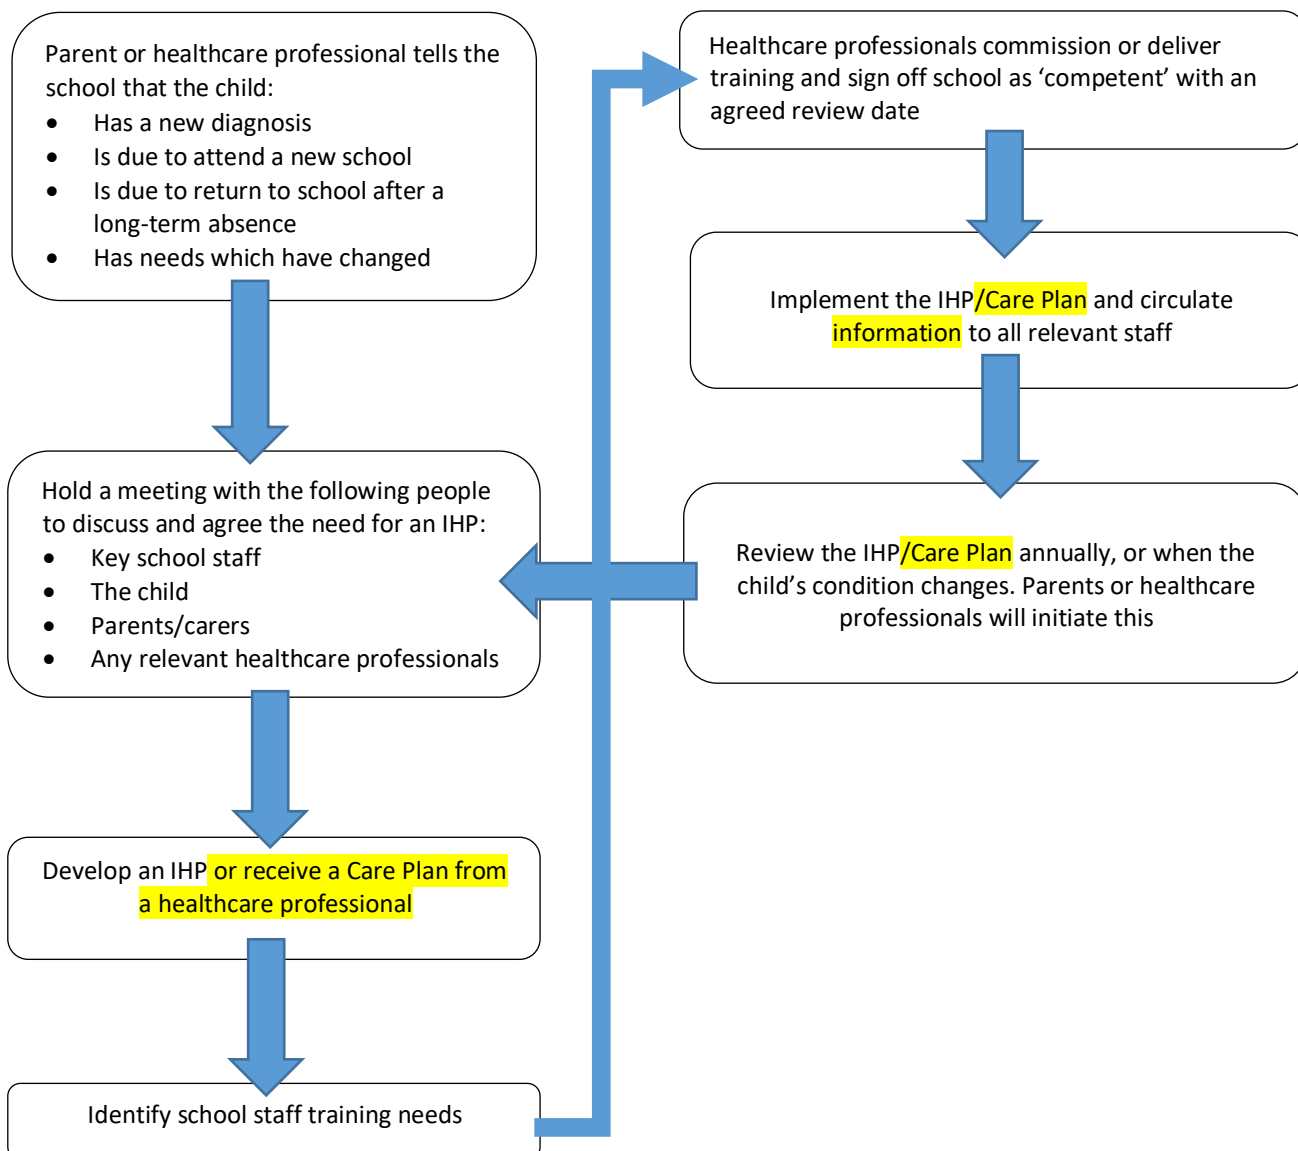 Parent or healthcare professional tells the
school that the child:
• Has a new diagnosis
• Is due to attend a new school
• Is due to return to school after a
long-term absence
• Has needs which have changed
Hold a meeting with the following people
to discuss and agree the need for an IHP:
• Key school staff
• The child
• Parents/carers
• Any relevant healthcare professionals
Develop an IHP or receive a Care Plan from
a healthcare professional
Identify school staff training needs
Healthcare professionals commission or deliver
training and sign off school as ‘competent’ with an
agreed review date
Implement the IHP/Care Plan and circulate
information to all relevant staff
Review the IHP/Care Plan annually, or when the
child’s condition changes. Parents or healthcare
professionals will initiate this